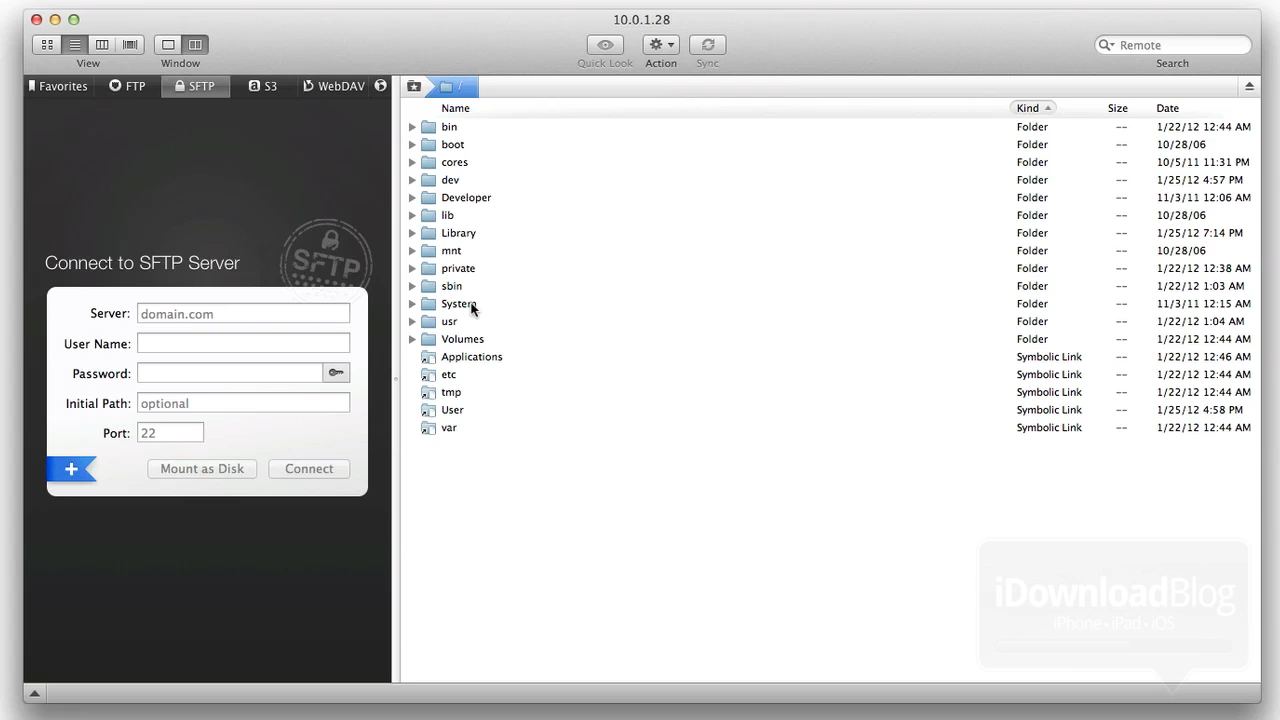 10.0.1.28
View
Window
Quick Look
Action
Sync
Remote
Search
Favorites
FTP
SFTP
S3
WebDAV
/
Name Kind Size Date
bin Folder -- 1/22/12 12:44 AM
boot Folder -- 10/28/06
cores Folder -- 10/5/11 11:31 PM
dev Folder -- 1/25/12 4:57 PM
Developer Folder -- 11/3/11 12:06 AM
lib Folder -- 10/28/06
Library Folder -- 1/25/12 7:14 PM
mnt Folder -- 10/28/06
private Folder -- 1/22/12 12:38 AM
sbin Folder -- 1/22/12 1:03 AM
System Folder -- 11/3/11 12:15 AM
usr Folder -- 1/22/12 1:04 AM
Volumes Folder -- 1/22/12 12:44 AM
Applications Symbolic Link -- 1/22/12 12:46 AM
etc Symbolic Link -- 1/22/12 12:44 AM
tmp Symbolic Link -- 1/22/12 12:44 AM
User Symbolic Link -- 1/25/12 4:58 PM
var Symbolic Link -- 1/22/12 12:44 AM
SFTP
Connect to SFTP Server
Server: domain.com
User Name:
Password:
Initial Path: optional
Port: 22
+ Mount as Disk Connect
iDownloadBlog
iPhone • iPad • iOS